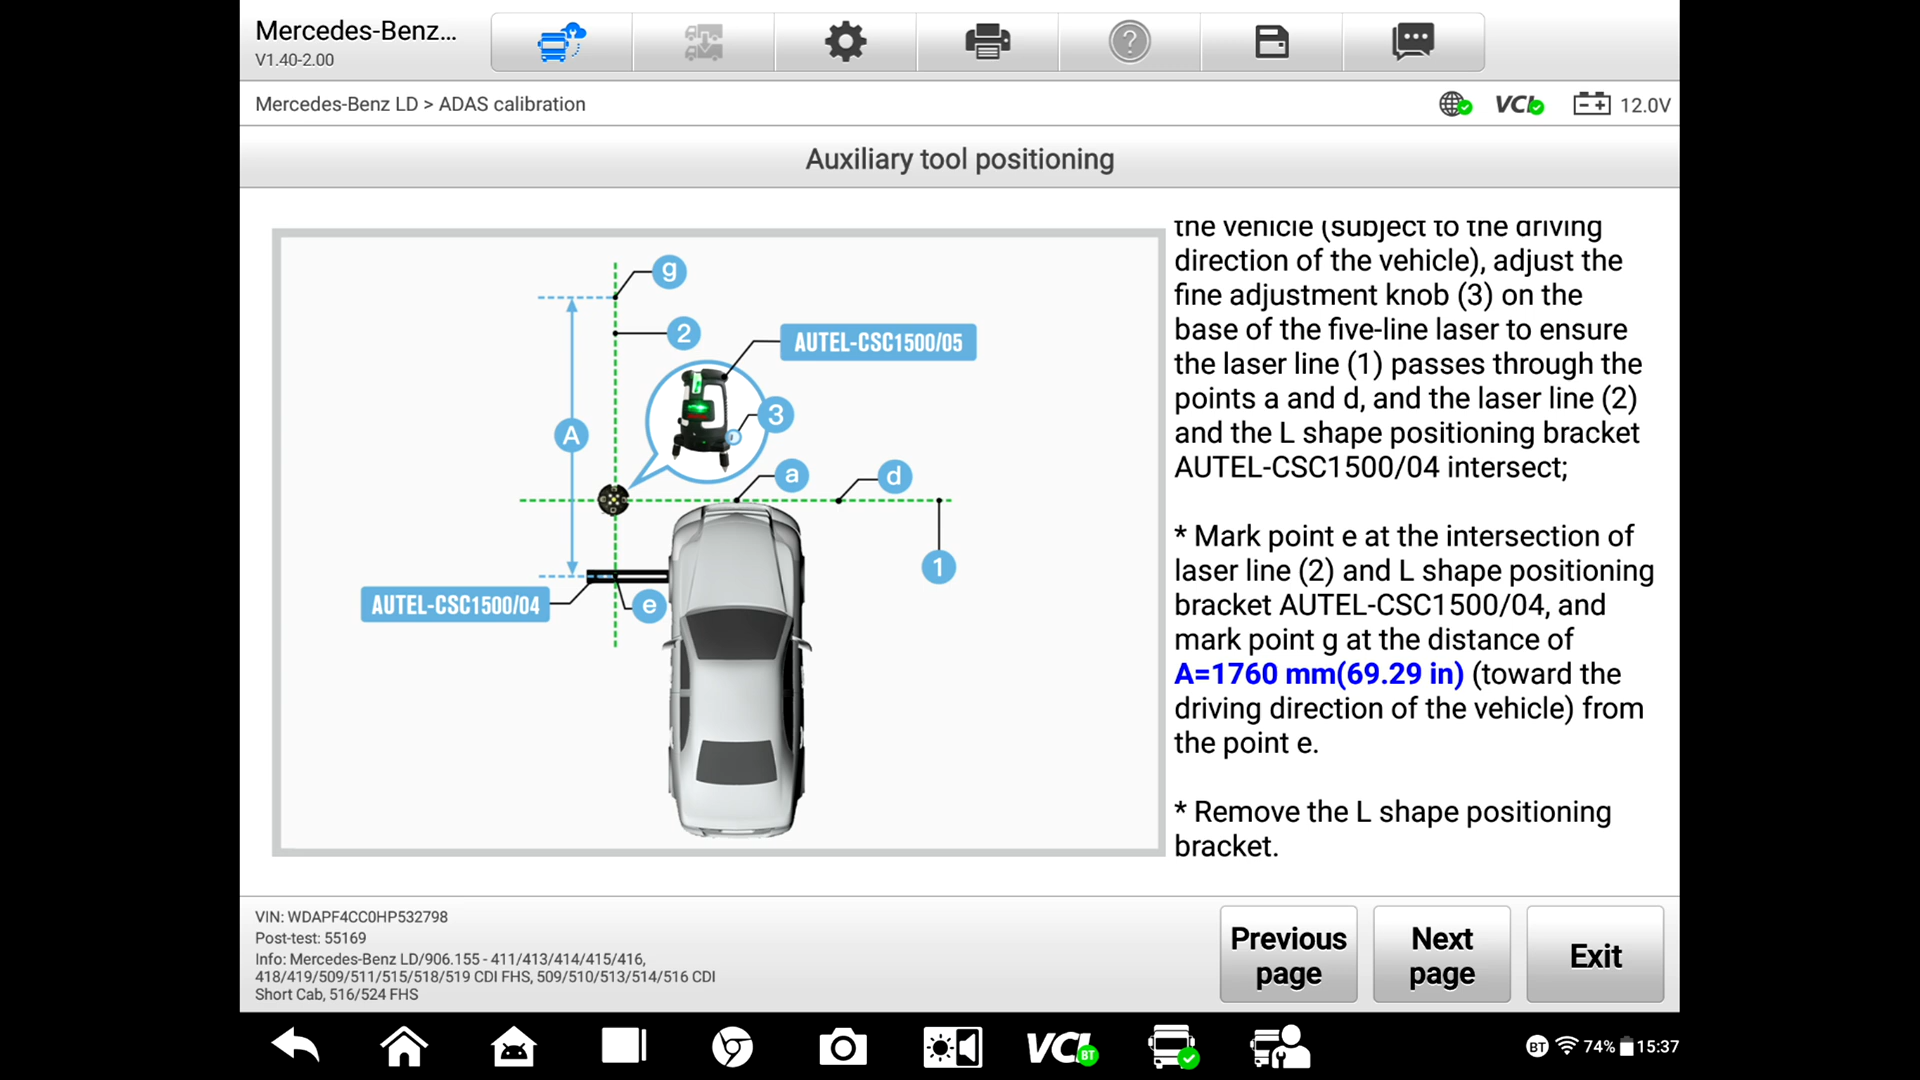 Mercedes-Benz...
V1.40-2.00
?
Mercedes-Benz LD > ADAS calibration
VCI
12.0V
Auxiliary tool positioning
g
2
AUTEL-CSC1500/05
3
A
a
d
1
AUTEL-CSC1500/04
e
the vehicle (subject to the driving
direction of the vehicle), adjust the
fine adjustment knob (3) on the
base of the five-line laser to ensure
the laser line (1) passes through the
points a and d, and the laser line (2)
and the L shape positioning bracket
AUTEL-CSC1500/04 intersect;
* Mark point e at the intersection of
laser line (2) and L shape positioning
bracket AUTEL-CSC1500/04, and
mark point g at the distance of
A=1760 mm(69.29 in) (toward the
driving direction of the vehicle) from
the point e.
* Remove the L shape positioning
bracket.
VIN: WDAPF4CC0HP532798
Post-test: 55169
Info: Mercedes-Benz LD/906.155 - 411/413/414/415/416,
418/419/509/511/515/518/519 CDI FHS, 509/510/513/514/516 CDI
Short Cab, 516/524 FHS
Previous
page
Next
page
Exit
VCI
BT
BT
74%
15:37